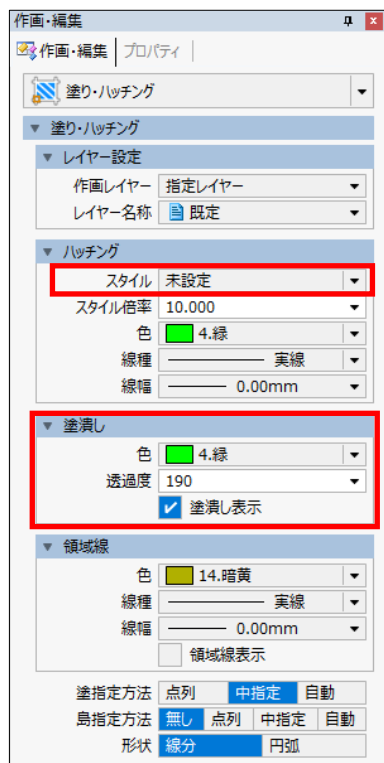 作画・編集
作画・編集 プロパティ
塗り・ハッチング
塗り・ハッチング
レイヤー設定
作画レイヤー 指定レイヤー
レイヤー名称 既定
ハッチング
スタイル 未設定
スタイル倍率 10.000
色 4.緑
線種 実線
線幅 0.00mm
塗潰し
色 4.緑
透過度 190
塗潰し表示
領域線
色 14.暗黄
線種 実線
線幅 0.00mm
領域線表示
塗指定方法 点列 中指定 自動
島指定方法 無し 点列 中指定 自動
形状 線分 円弧